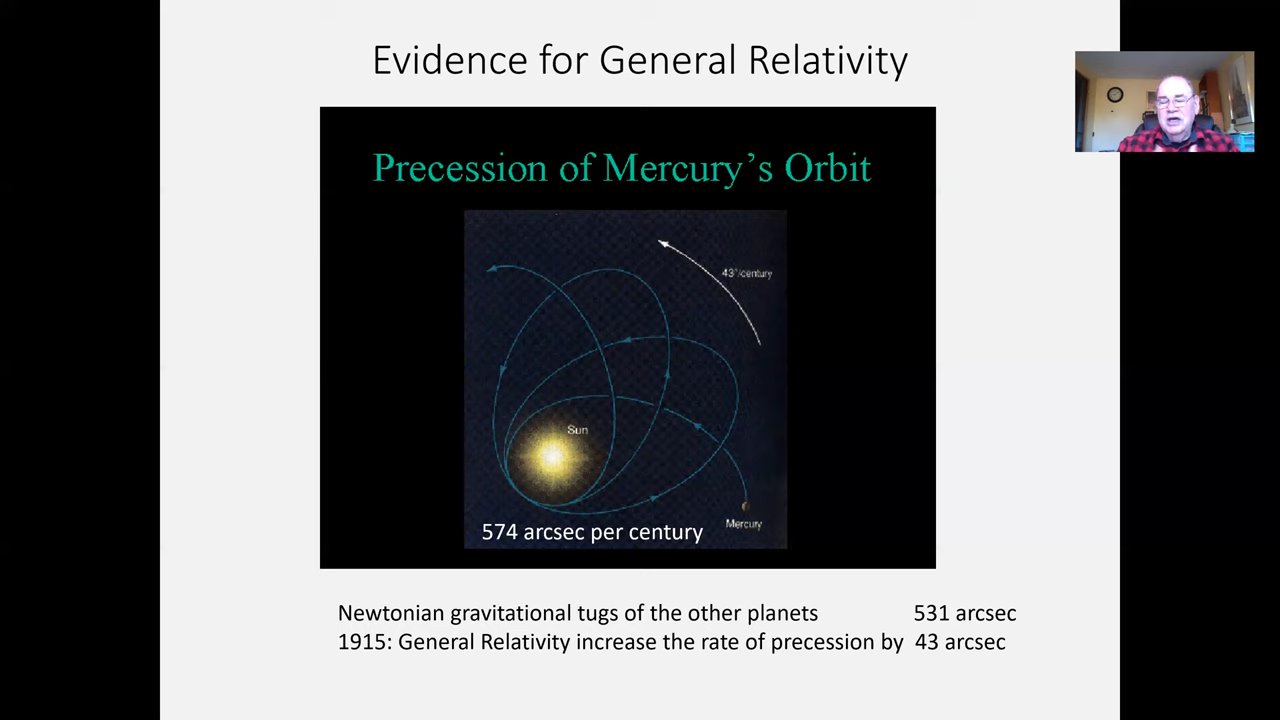 Evidence for General Relativity
Precession of Mercury's Orbit
43"/century
Sun
Mercury
574 arcsec per century
Newtonian gravitational tugs of the other planets 531 arcsec
1915: General Relativity increase the rate of precession by 43 arcsec